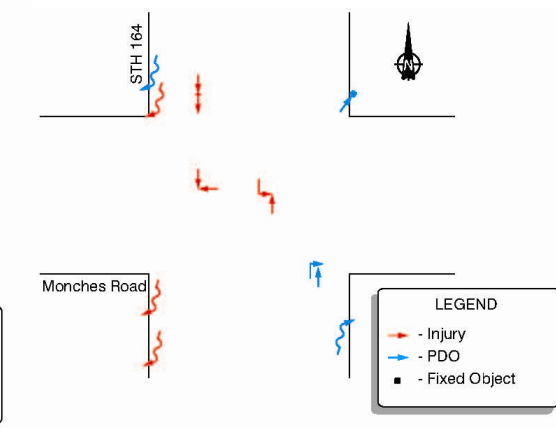 STH 164
N
Monches Road
LEGEND
- Injury
- PDO
- Fixed Object